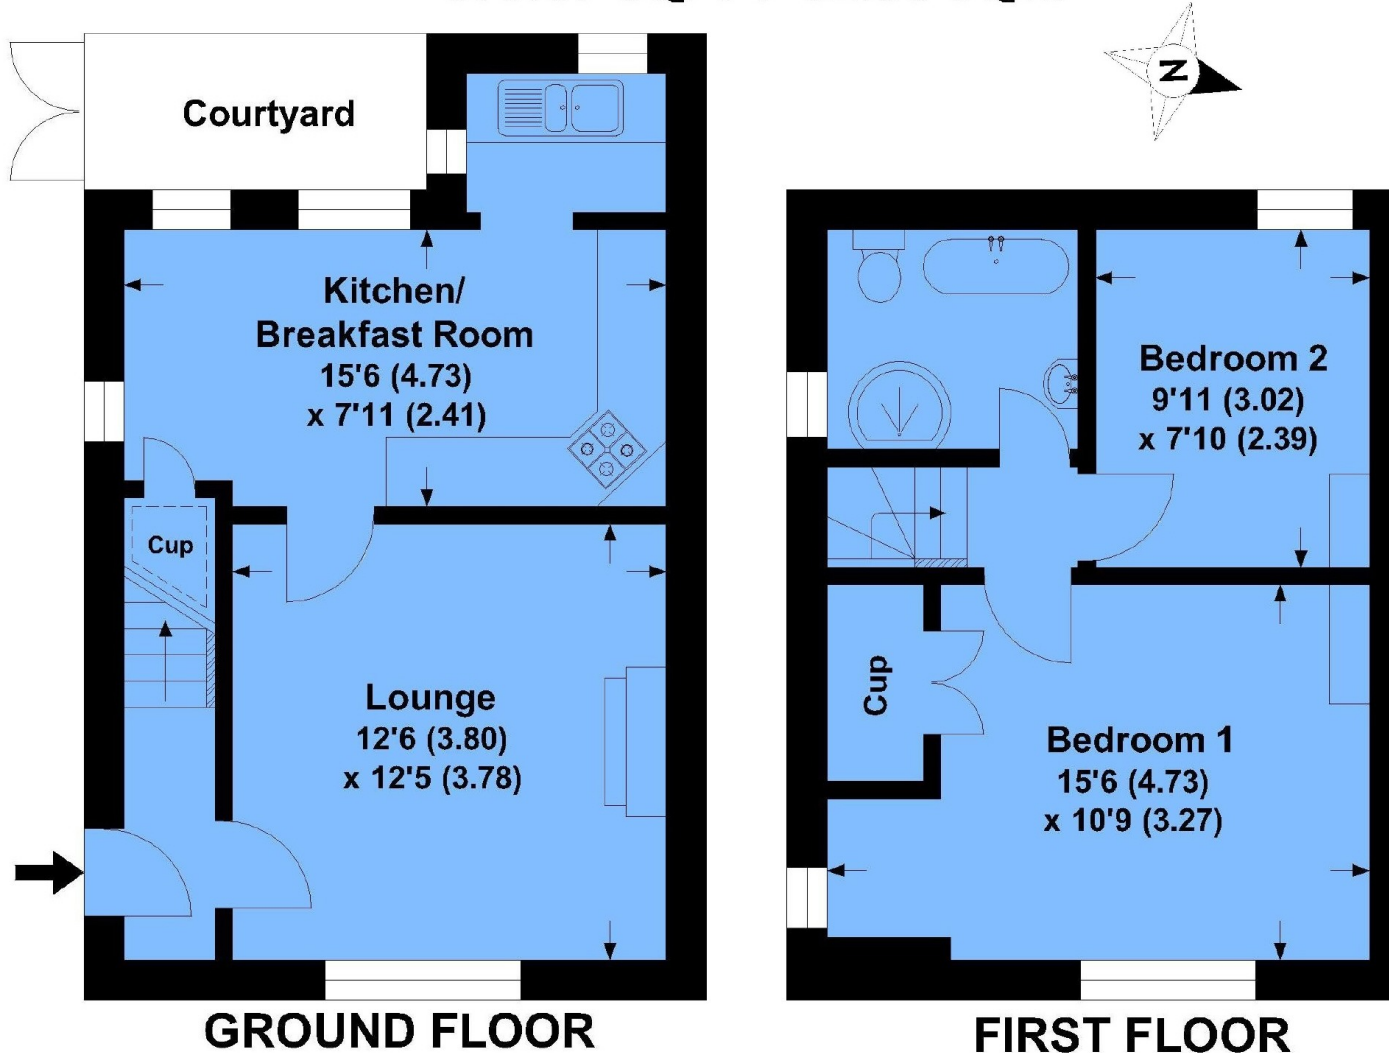 N
Courtyard
Kitchen/
Breakfast Room
15'6 (4.73)
x 7'11 (2.41)
Cup
Lounge
12'6 (3.80)
x 12'5 (3.78)
GROUND FLOOR
Bedroom 2
9'11 (3.02)
x 7'10 (2.39)
Cup
Bedroom 1
15'6 (4.73)
x 10'9 (3.27)
FIRST FLOOR